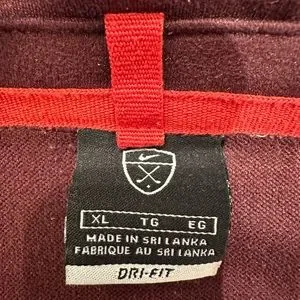 XL TG EG
MADE IN SRI LANKA
FABRIQUE AU SRI LANKA
DRI-FIT